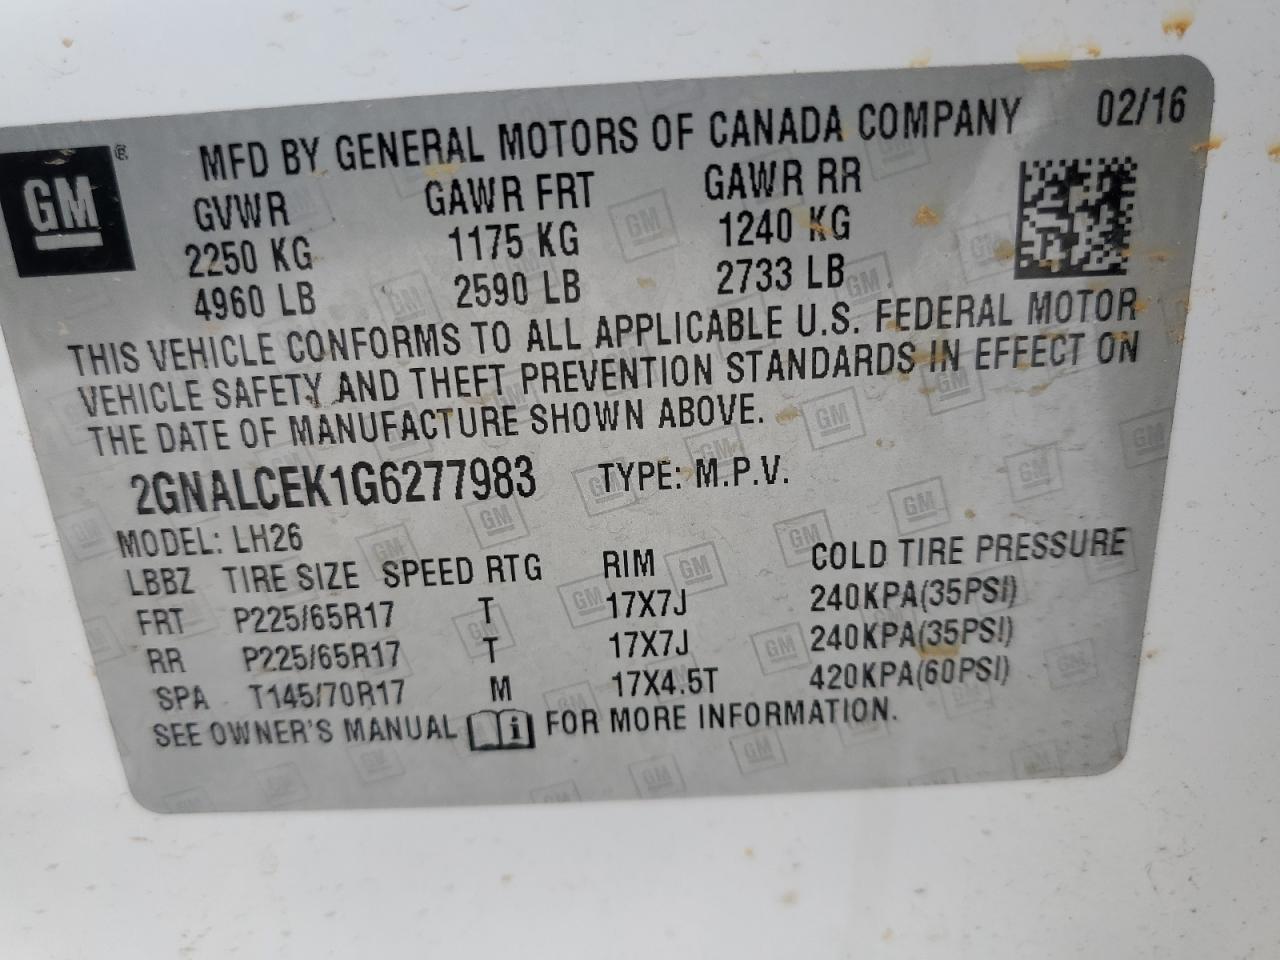 GM ®
MFD BY GENERAL MOTORS OF CANADA COMPANY 02/16
GVWR GAWR FRT GAWR RR
2250 KG 1175 KG 1240 KG
4960 LB 2590 LB 2733 LB
THIS VEHICLE CONFORMS TO ALL APPLICABLE U.S. FEDERAL MOTOR
VEHICLE SAFETY AND THEFT PREVENTION STANDARDS IN EFFECT ON
THE DATE OF MANUFACTURE SHOWN ABOVE.
2GNALCEK1G6277983 TYPE: M.P.V.
MODEL: LH26
LBBZ TIRE SIZE SPEED RTG RIM COLD TIRE PRESSURE
FRT P225/65R17 T 17X7J 240KPA(35PSI)
RR P225/65R17 T 17X7J 240KPA(35PSI)
SPA T145/70R17 M 17X4.5T 420KPA(60PSI)
SEE OWNER'S MANUAL i FOR MORE INFORMATION.